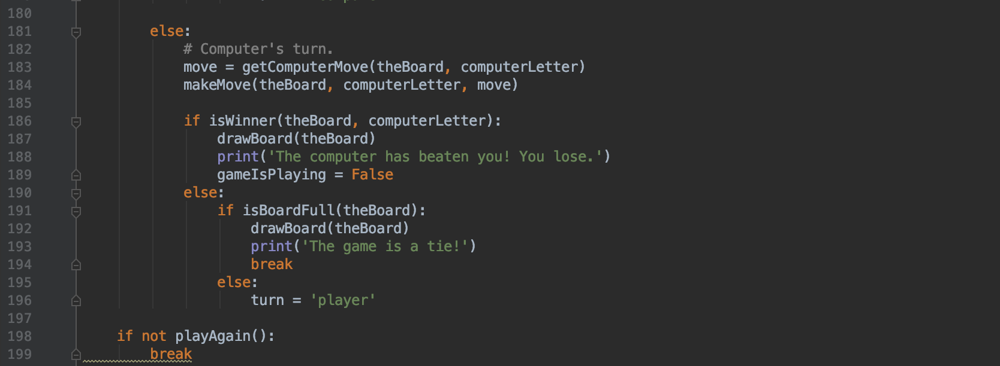 180
181 else:
182 # Computer's turn.
183 move = getComputerMove(theBoard, computerLetter)
184 makeMove(theBoard, computerLetter, move)
185
186 if isWinner(theBoard, computerLetter):
187 drawBoard(theBoard)
188 print('The computer has beaten you! You lose.')
189 gameIsPlaying = False
190 else:
191 if isBoardFull(theBoard):
192 drawBoard(theBoard)
193 print('The game is a tie!')
194 break
195 else:
196 turn = 'player'
197
198 if not playAgain():
199 break